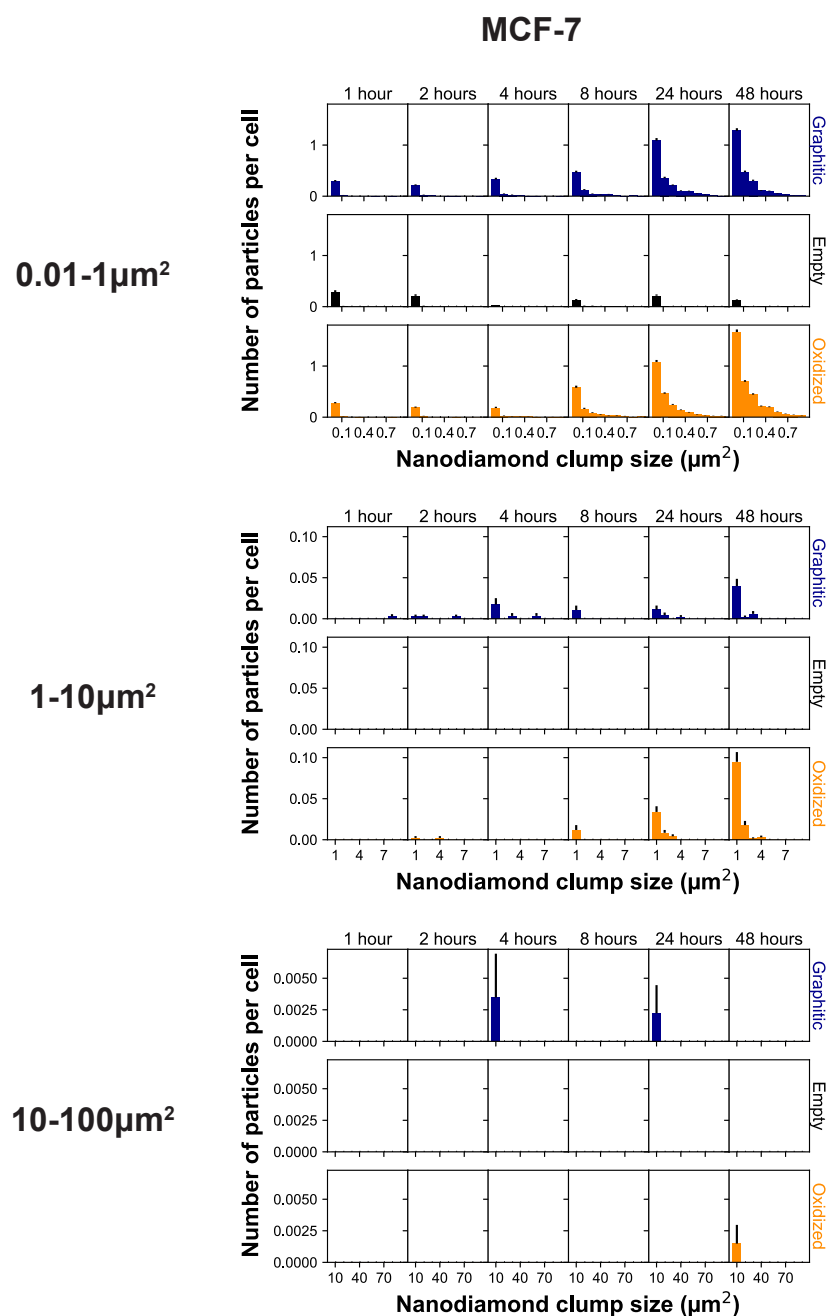 MCF-7
0.01-1µm²
Number of particles per cell
1 hour 2 hours 4 hours 8 hours 24 hours 48 hours
1
0
Graphitic
1
0
Empty
1
0
Oxidized
0.1 0.4 0.7 0.1 0.4 0.7 0.1 0.4 0.7 0.1 0.4 0.7 0.1 0.4 0.7 0.1 0.4 0.7
Nanodiamond clump size (µm²)
1-10µm²
Number of particles per cell
1 hour 2 hours 4 hours 8 hours 24 hours 48 hours
0.10
0.05
0.00
Graphitic
0.10
0.05
0.00
Empty
0.10
0.05
0.00
Oxidized
1 4 7 1 4 7 1 4 7 1 4 7 1 4 7 1 4 7
Nanodiamond clump size (µm²)
10-100µm²
Number of particles per cell
1 hour 2 hours 4 hours 8 hours 24 hours 48 hours
0.0050
0.0025
0.0000
Graphitic
0.0050
0.0025
0.0000
Empty
0.0050
0.0025
0.0000
Oxidized
10 40 70 10 40 70 10 40 70 10 40 70 10 40 70 10 40 70
Nanodiamond clump size (µm²)